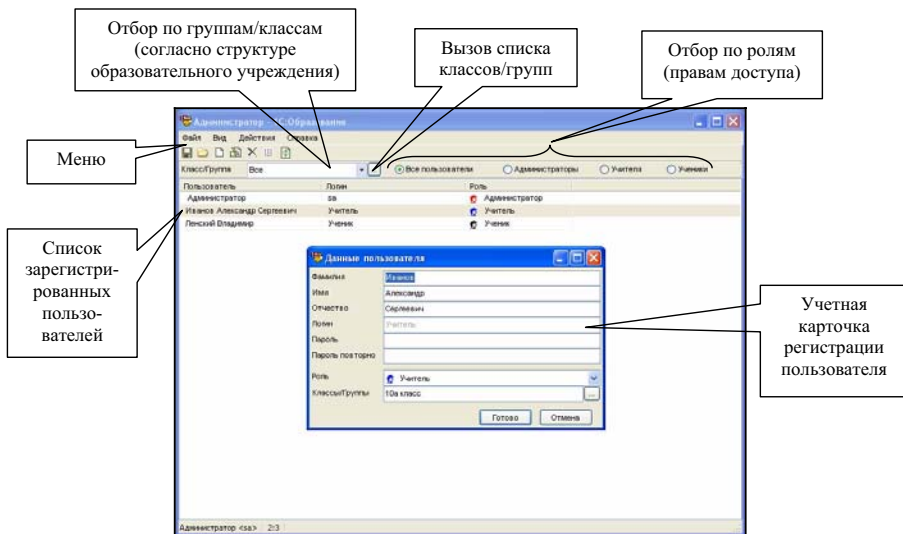 Отбор по группам/классам
(согласно структуре
образовательного учреждения)
Вызов списка
классов/групп
Отбор по ролям
(правам доступа)
Администратор - 1С:Образование
Файл Вид Действия Справка
Меню
Класс/Группа Все Все пользователи Администраторы Учителя Ученики
Пользователь Логин Роль
Администратор sa Администратор
Иванов Александр Сергеевич Учитель Учитель
Ленский Владимир Ученик Ученик
Список
зарегистри-
рованных
пользо-
вателей
Данные пользователя
Фамилия Иванов
Имя Александр
Отчество Сергеевич
Логин Учитель
Пароль
Пароль повторно
Роль Учитель
Классы/Группы 10а класс ...
Готово Отмена
Учетная
карточка
регистрации
пользователя
Администратор <sa> 2:3